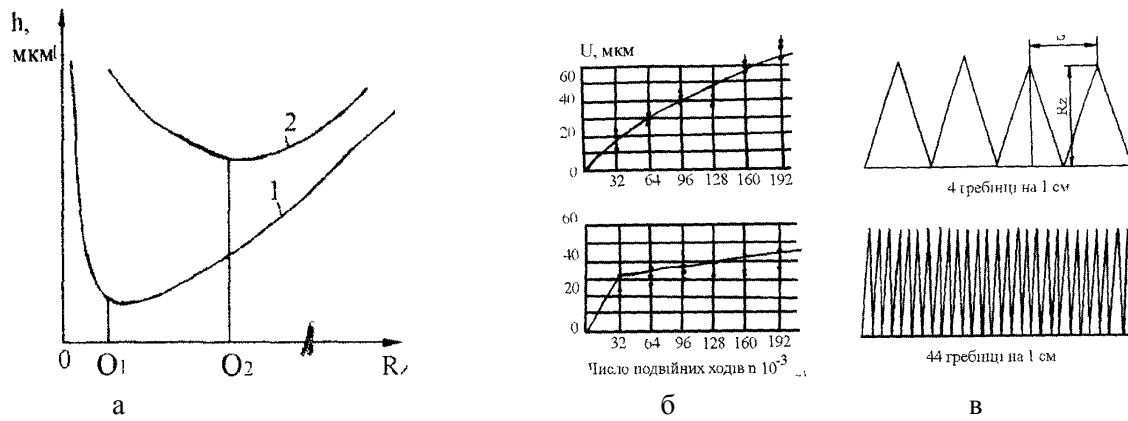 h,
мкм
2
1
0
O1
O2
а
U, мкм
60
40
20
0
32 64 96 128 160 192
60
40
20
0
32 64 96 128 160 192
Число подвійних ходів n 10⁻³
б
Rz
4 гребінці на 1 см
44 гребінці на 1 см
в